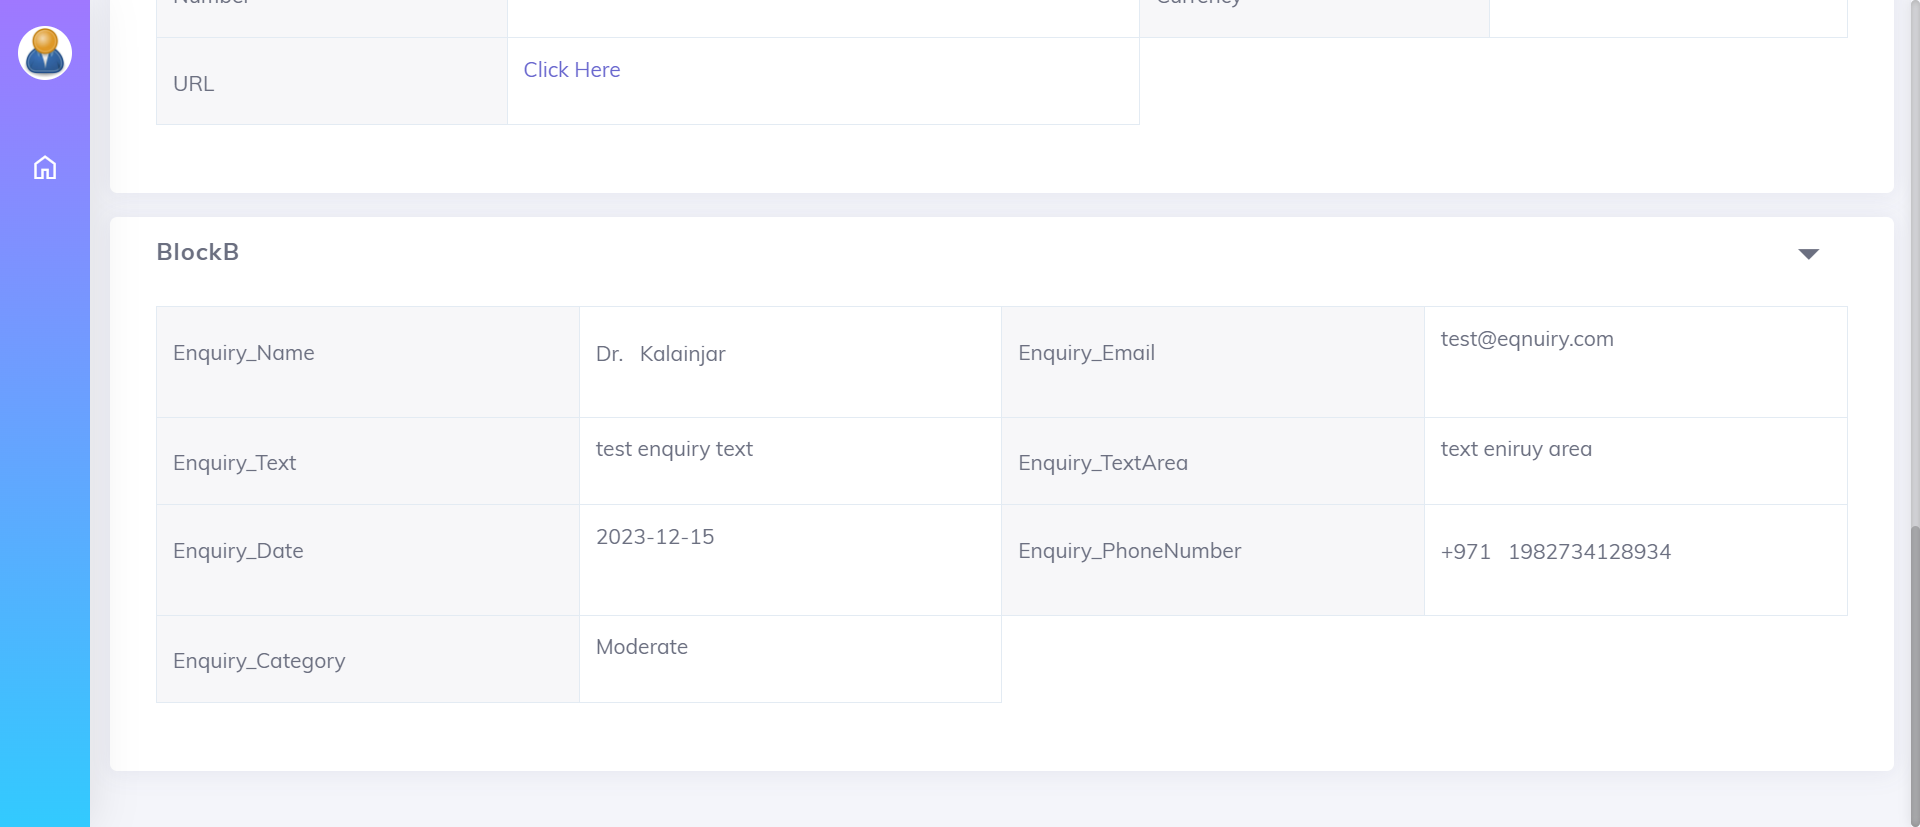 Number Currency
URL Click Here
BlockB
Enquiry_Name Dr. Kalainjar Enquiry_Email test@eqnuiry.com
Enquiry_Text test enquiry text Enquiry_TextArea text eniruy area
Enquiry_Date 2023-12-15 Enquiry_PhoneNumber +971 1982734128934
Enquiry_Category Moderate